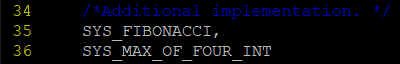 34 /*Additional implementation. */
35 SYS_FIBONACCI,
36 SYS_MAX_OF_FOUR_INT